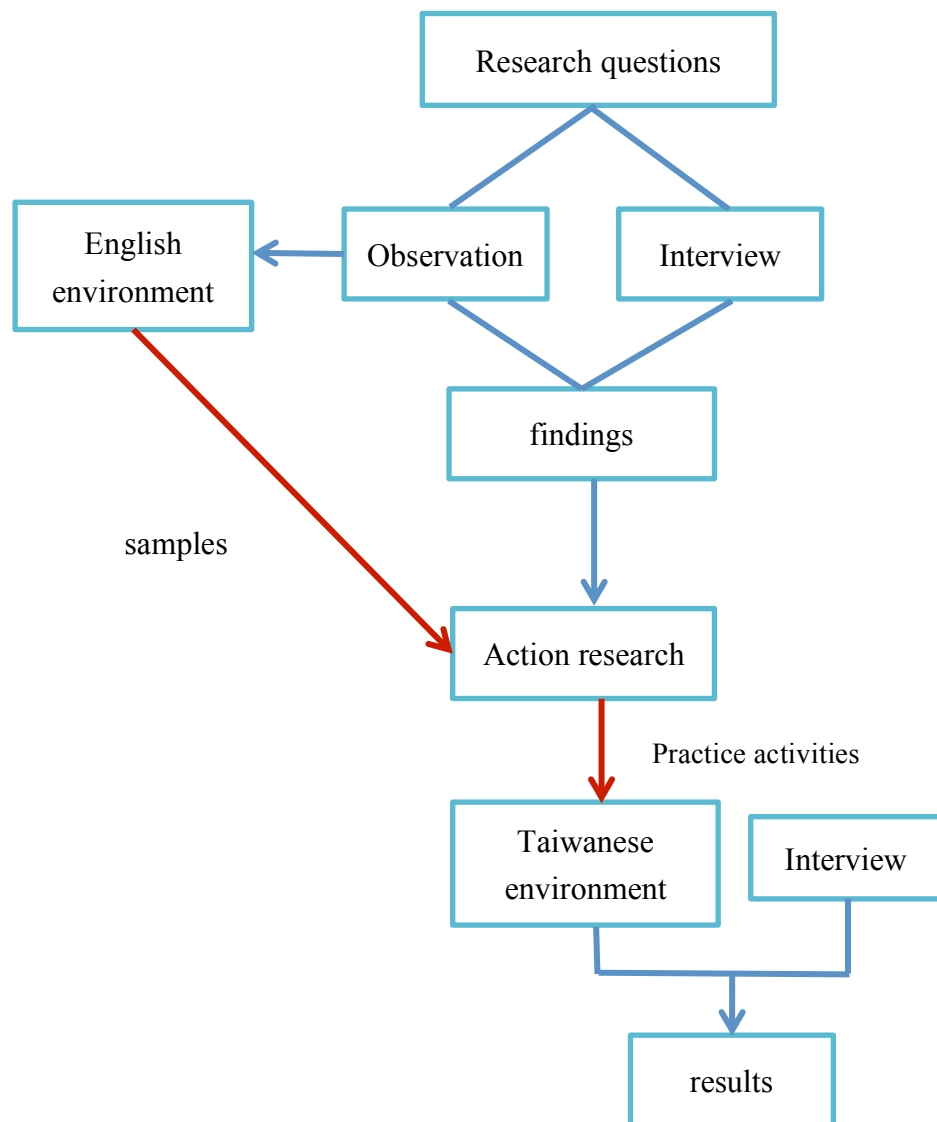 Research questions
English
environment
Observation
Interview
findings
samples
Action research
Practice activities
Taiwanese
environment
Interview
results